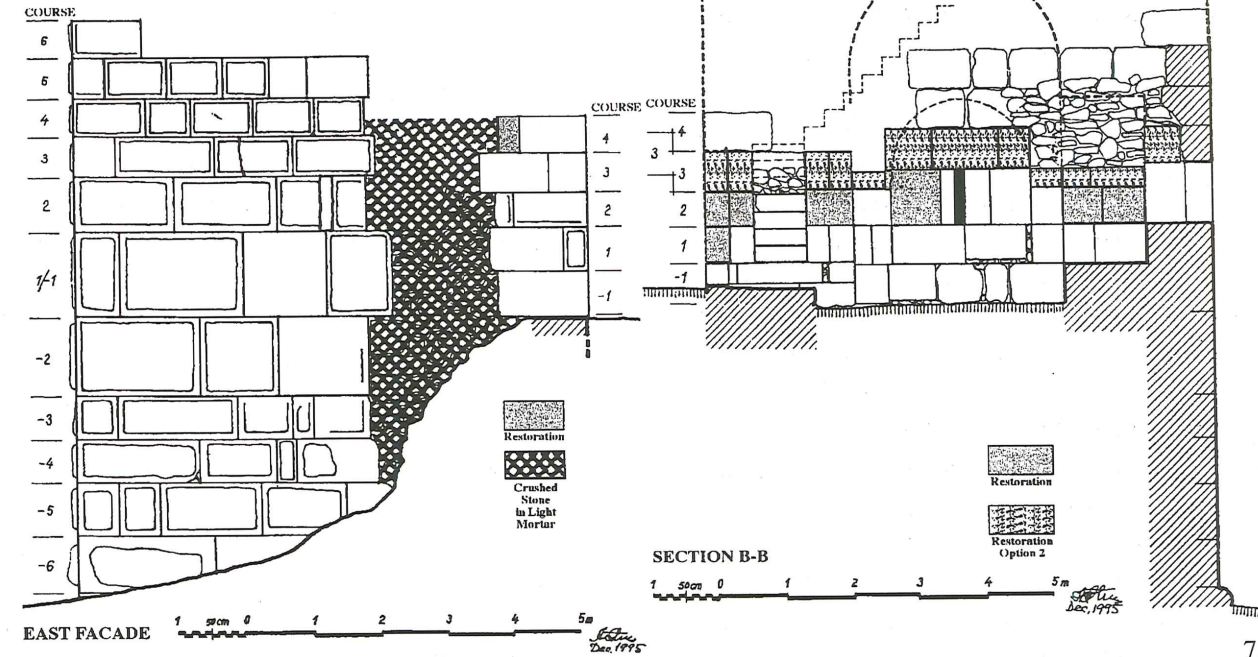 COURSE
6
5
4
3
2
1/-1
-2
-3
-4
-5
-6
COURSE
4
3
2
1
-1
Restoration
Crushed
Stone
in Light
Mortar
EAST FACADE
1 50cm 0 1 2 3 4 5m
Dec, 1995
COURSE
4
3
3
2
1
-1
Restoration
Restoration
Option 2
SECTION B-B
1 50cm 0 1 2 3 4 5m
Dec, 1995
7